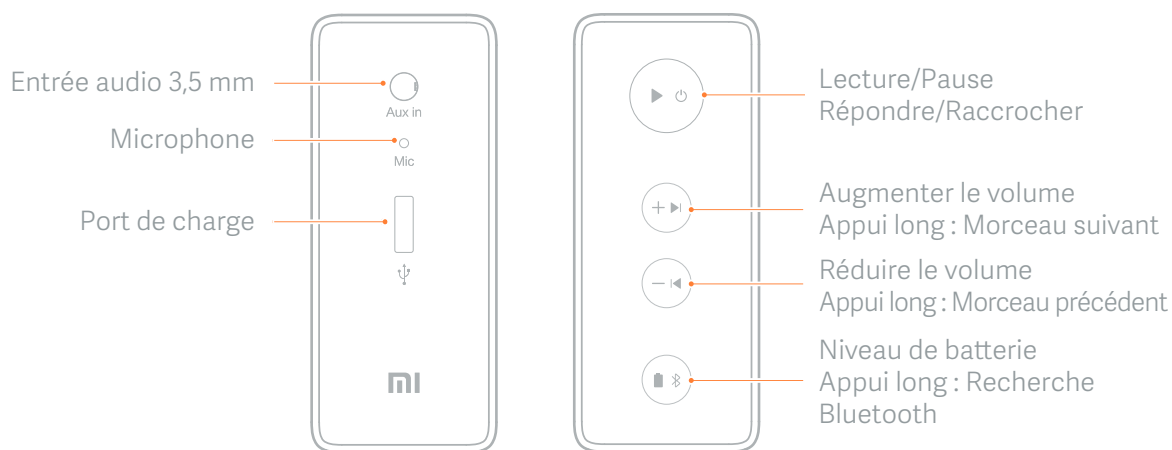 Entrée audio 3,5 mm
Microphone
Port de charge
Aux in
Mic
mi
Lecture/Pause
Répondre/Raccrocher
Augmenter le volume
Appui long : Morceau suivant
Réduire le volume
Appui long : Morceau précédent
Niveau de batterie
Appui long : Recherche
Bluetooth